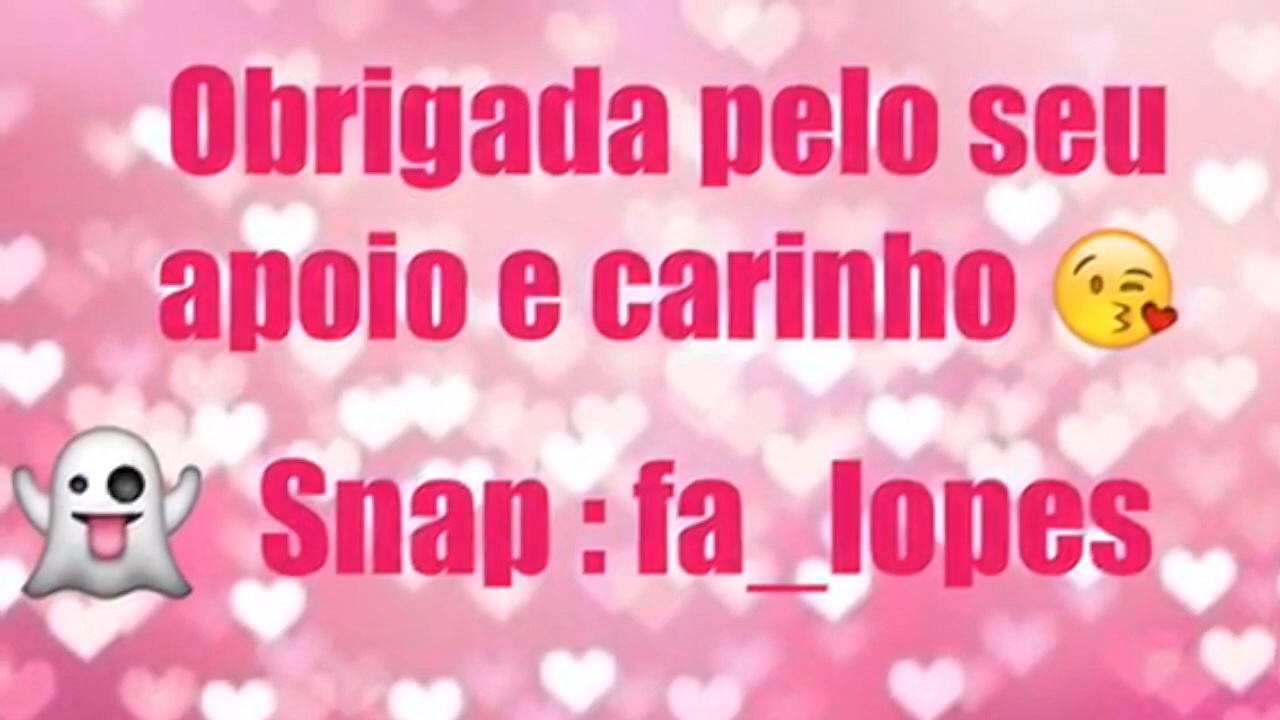 Obrigada pelo seu
apoio e carinho 😘
👻 Snap : fa_lopes